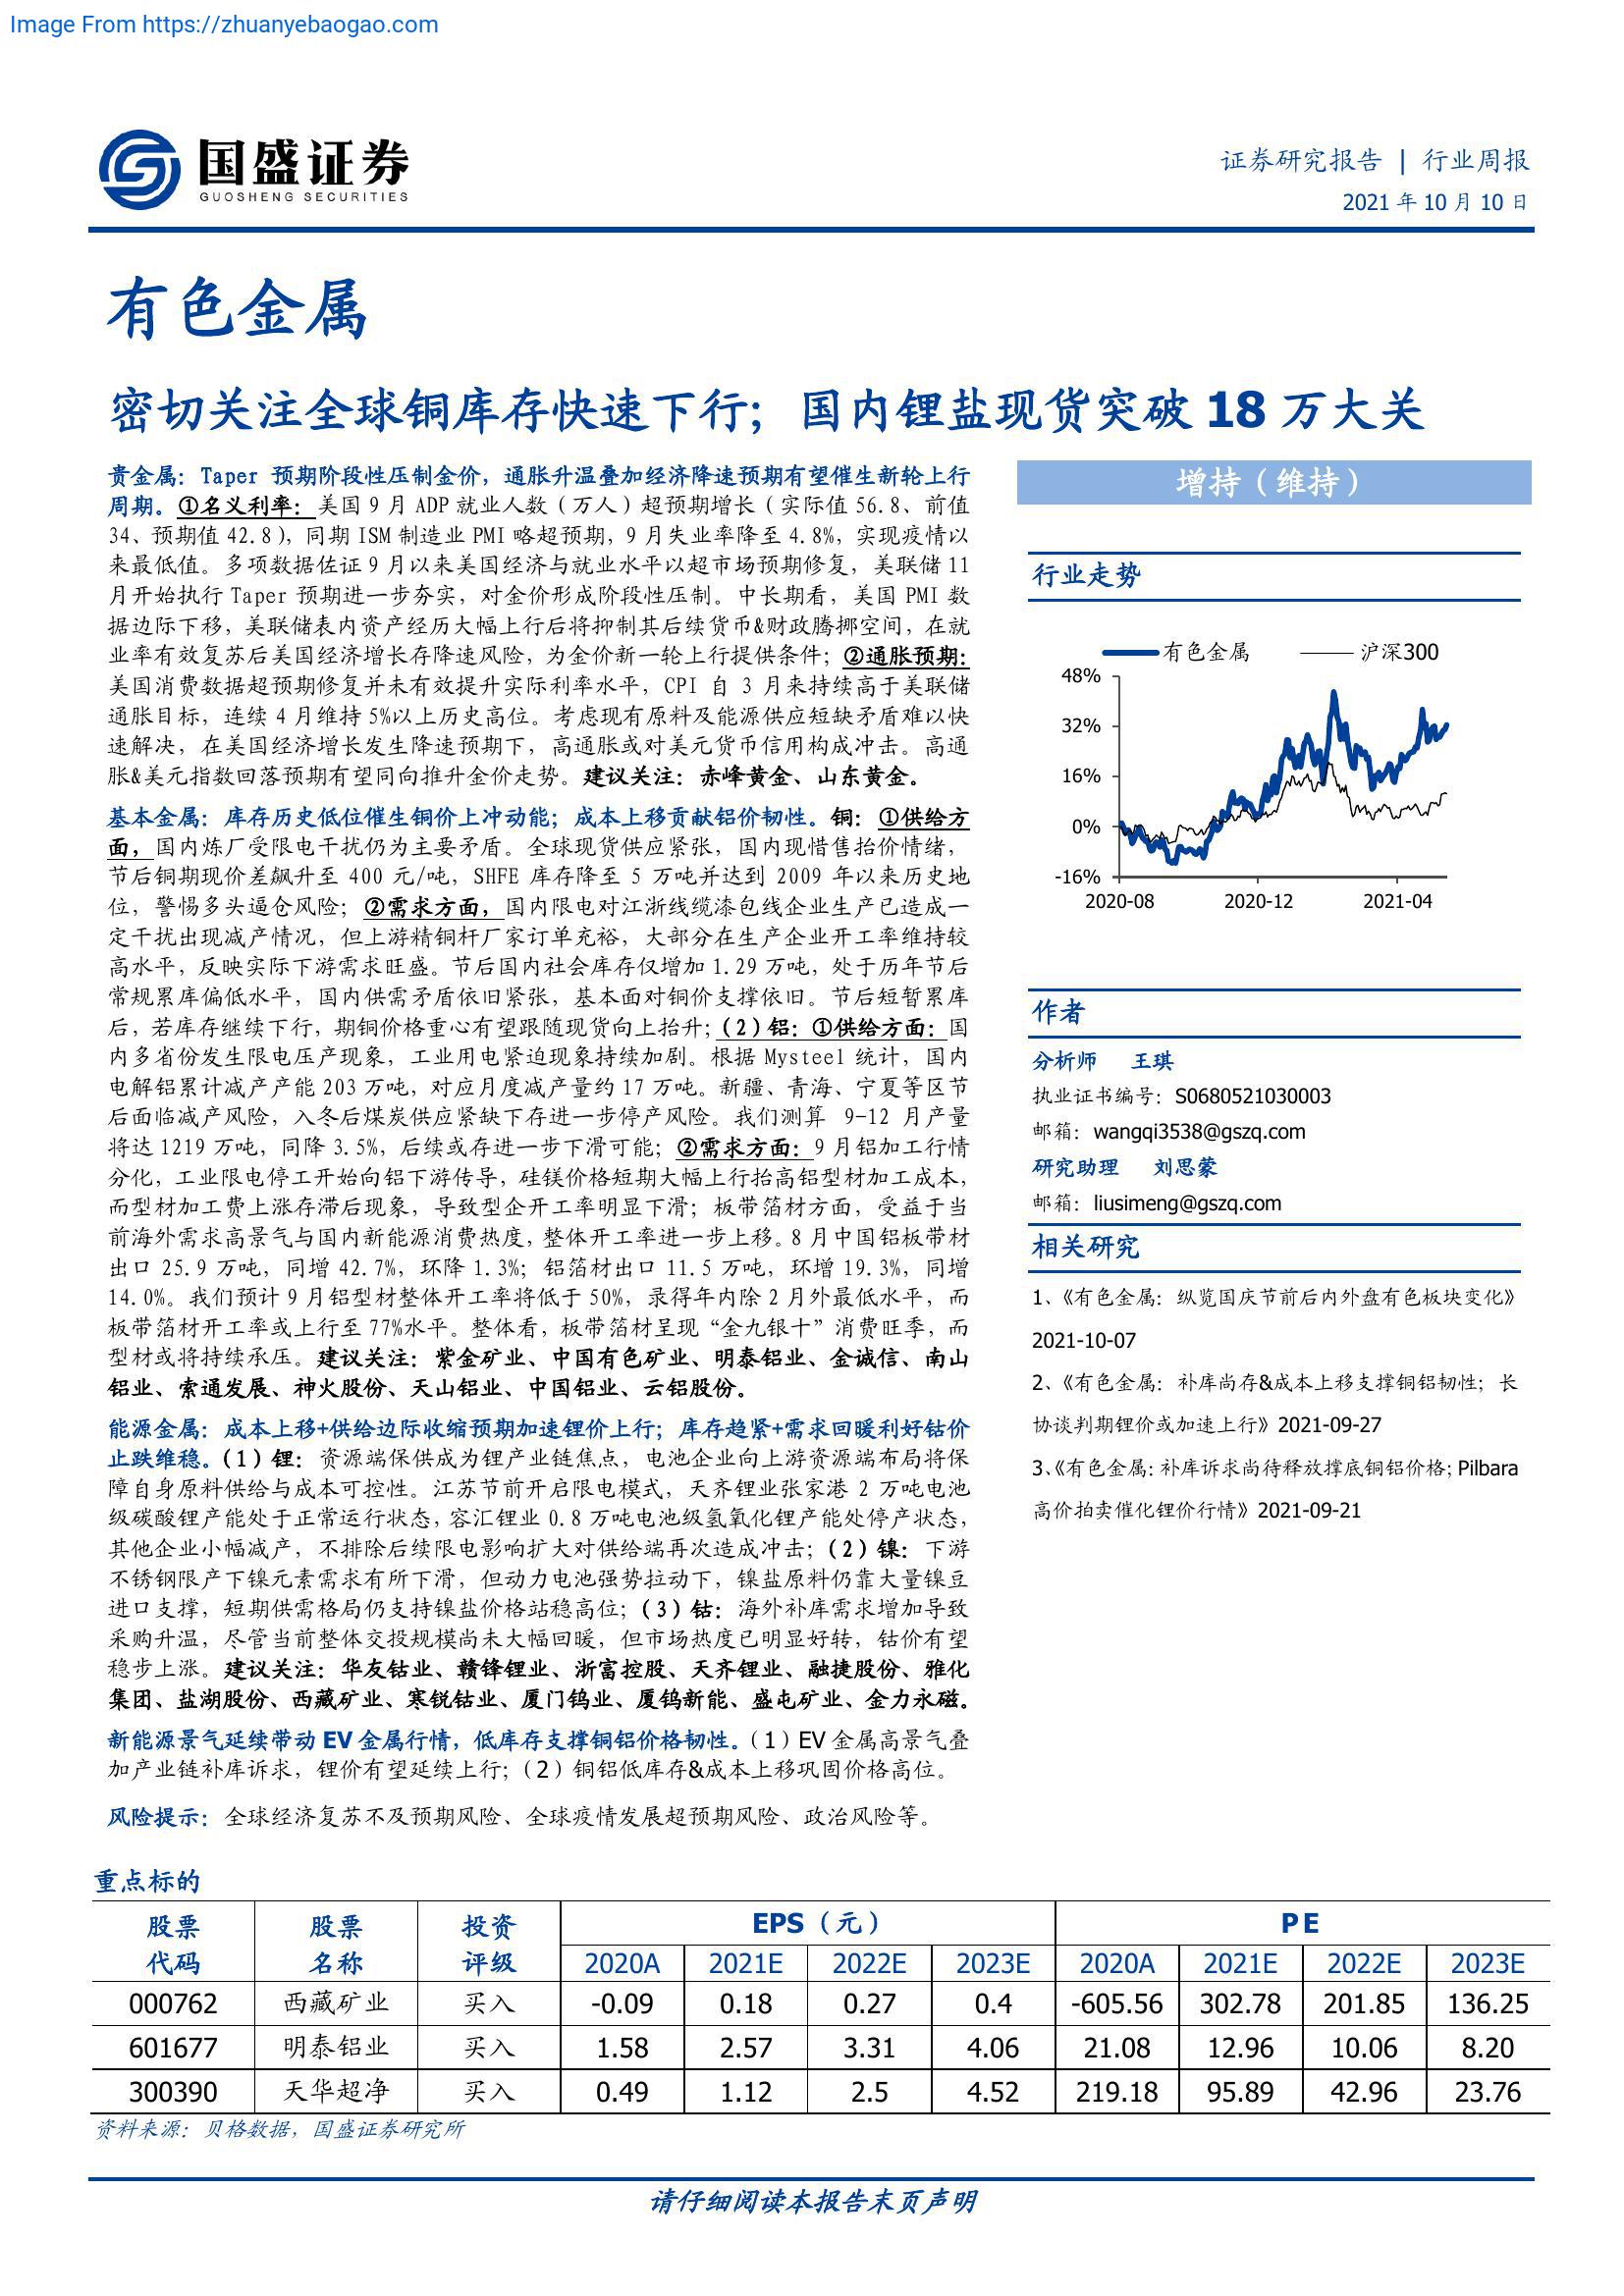 Image From https://zhuanyebaogao.com
国盛证券
GUOSHENG SECURITIES
证券研究报告 | 行业周报
2021 年 10 月 10 日
有色金属
密切关注全球铜库存快速下行；国内锂盐现货突破 18 万大关
贵金属：Taper 预期阶段性压制金价，通胀升温叠加经济降速预期有望催生新轮上行
周期。①名义利率：美国 9 月 ADP 就业人数（万人）超预期增长（实际值 56.8、前值
34、预期值 42.8），同期 ISM 制造业 PMI 略超预期，9 月失业率降至 4.8%，实现疫情以
来最低值。多项数据佐证 9 月以来美国经济与就业水平以超市场预期修复，美联储 11
月开始执行 Taper 预期进一步夯实，对金价形成阶段性压制。中长期看，美国 PMI 数
据边际下移，美联储表内资产经历大幅上行后将抑制其后续货币&财政腾挪空间，在就
业率有效复苏后美国经济增长存降速风险，为金价新一轮上行提供条件；②通胀预期：
美国消费数据超预期修复并未有效提升实际利率水平，CPI 自 3 月来持续高于美联储
通胀目标，连续 4 月维持 5%以上历史高位。考虑现有原料及能源供应短缺矛盾难以快
速解决，在美国经济增长发生降速预期下，高通胀或对美元货币信用构成冲击。高通
胀&美元指数回落预期有望同向推升金价走势。建议关注：赤峰黄金、山东黄金。
基本金属：库存历史低位催生铜价上冲动能；成本上移贡献铝价韧性。铜：①供给方
面，国内炼厂受限电干扰仍为主要矛盾。全球现货供应紧张，国内现惜售抬价情绪，
节后铜期现价差飙升至 400 元/吨，SHFE 库存降至 5 万吨并达到 2009 年以来历史地
位，警惕多头逼仓风险；②需求方面，国内限电对江浙线缆漆包线企业生产已造成一
定干扰出现减产情况，但上游精铜杆厂家订单充裕，大部分在生产企业开工率维持较
高水平，反映实际下游需求旺盛。节后国内社会库存仅增加 1.29 万吨，处于历年节后
常规累库偏低水平，国内供需矛盾依旧紧张，基本面对铜价支撑依旧。节后短暂累库
后，若库存继续下行，期铜价格重心有望跟随现货向上抬升；（2）铝：①供给方面：国
内多省份发生限电压产现象，工业用电紧迫现象持续加剧。根据 Mysteel 统计，国内
电解铝累计减产产能 203 万吨，对应月度减产量约 17 万吨。新疆、青海、宁夏等区节
后面临减产风险，入冬后煤炭供应紧缺下存进一步停产风险。我们测算 9-12 月产量
将达 1219 万吨，同降 3.5%，后续或存进一步下滑可能；②需求方面：9 月铝加工行情
分化，工业限电停工开始向铝下游传导，硅镁价格短期大幅上行抬高铝型材加工成本，
而型材加工费上涨存滞后现象，导致型企开工率明显下滑；板带箔材方面，受益于当
前海外需求高景气与国内新能源消费热度，整体开工率进一步上移。8 月中国铝板带材
出口 25.9 万吨，同增 42.7%，环降 1.3%；铝箔材出口 11.5 万吨，环增 19.3%，同增
14.0%。我们预计 9 月铝型材整体开工率将低于 50%，录得年内除 2 月外最低水平，而
板带箔材开工率或上行至 77%水平。整体看，板带箔材呈现“金九银十”消费旺季，而
型材或将持续承压。建议关注：紫金矿业、中国有色矿业、明泰铝业、金诚信、南山
铝业、索通发展、神火股份、天山铝业、中国铝业、云铝股份。
能源金属：成本上移+供给边际收缩预期加速锂价上行；库存趋紧+需求回暖利好钴价
止跌维稳。（1）锂：资源端保供成为锂产业链焦点，电池企业向上游资源端布局将保
障自身原料供给与成本可控性。江苏节前开启限电模式，天齐锂业张家港 2 万吨电池
级碳酸锂产能处于正常运行状态，容汇锂业 0.8 万吨电池级氢氧化锂产能处停产状态，
其他企业小幅减产，不排除后续限电影响扩大对供给端再次造成冲击；（2）镍：下游
不锈钢限产下镍元素需求有所下滑，但动力电池强势拉动下，镍盐原料仍靠大量镍豆
进口支撑，短期供需格局仍支持镍盐价格站稳高位；（3）钴：海外补库需求增加导致
采购升温，尽管当前整体交投规模尚未大幅回暖，但市场热度已明显好转，钴价有望
稳步上涨。建议关注：华友钴业、赣锋锂业、浙富控股、天齐锂业、融捷股份、雅化
集团、盐湖股份、西藏矿业、寒锐钴业、厦门钨业、厦钨新能、盛屯矿业、金力永磁。
新能源景气延续带动 EV 金属行情，低库存支撑铜铝价格韧性。（1）EV 金属高景气叠
加产业链补库诉求，锂价有望延续上行；（2）铜铝低库存&成本上移巩固价格高位。
风险提示：全球经济复苏不及预期风险、全球疫情发展超预期风险、政治风险等。
增持（维持）
行业走势
有色金属 沪深300
48%
32%
16%
0%
-16%
2020-08 2020-12 2021-04
作者
分析师 王琪
执业证书编号：S0680521030003
邮箱：wangqi3538@gszq.com
研究助理 刘思蒙
邮箱：liusimeng@gszq.com
相关研究
1、《有色金属：纵览国庆节前后内外盘有色板块变化》
2021-10-07
2、《有色金属：补库尚存&成本上移支撑铜铝韧性；长
协谈判期锂价或加速上行》2021-09-27
3、《有色金属：补库诉求尚待释放撑底铜铝价格；Pilbara
高价拍卖催化锂价行情》2021-09-21
重点标的
股票 股票 投资 EPS（元） P E
代码 名称 评级 2020A 2021E 2022E 2023E 2020A 2021E 2022E 2023E
000762 西藏矿业 买入 -0.09 0.18 0.27 0.4 -605.56 302.78 201.85 136.25
601677 明泰铝业 买入 1.58 2.57 3.31 4.06 21.08 12.96 10.06 8.20
300390 天华超净 买入 0.49 1.12 2.5 4.52 219.18 95.89 42.96 23.76
资料来源：贝格数据，国盛证券研究所
请仔细阅读本报告末页声明